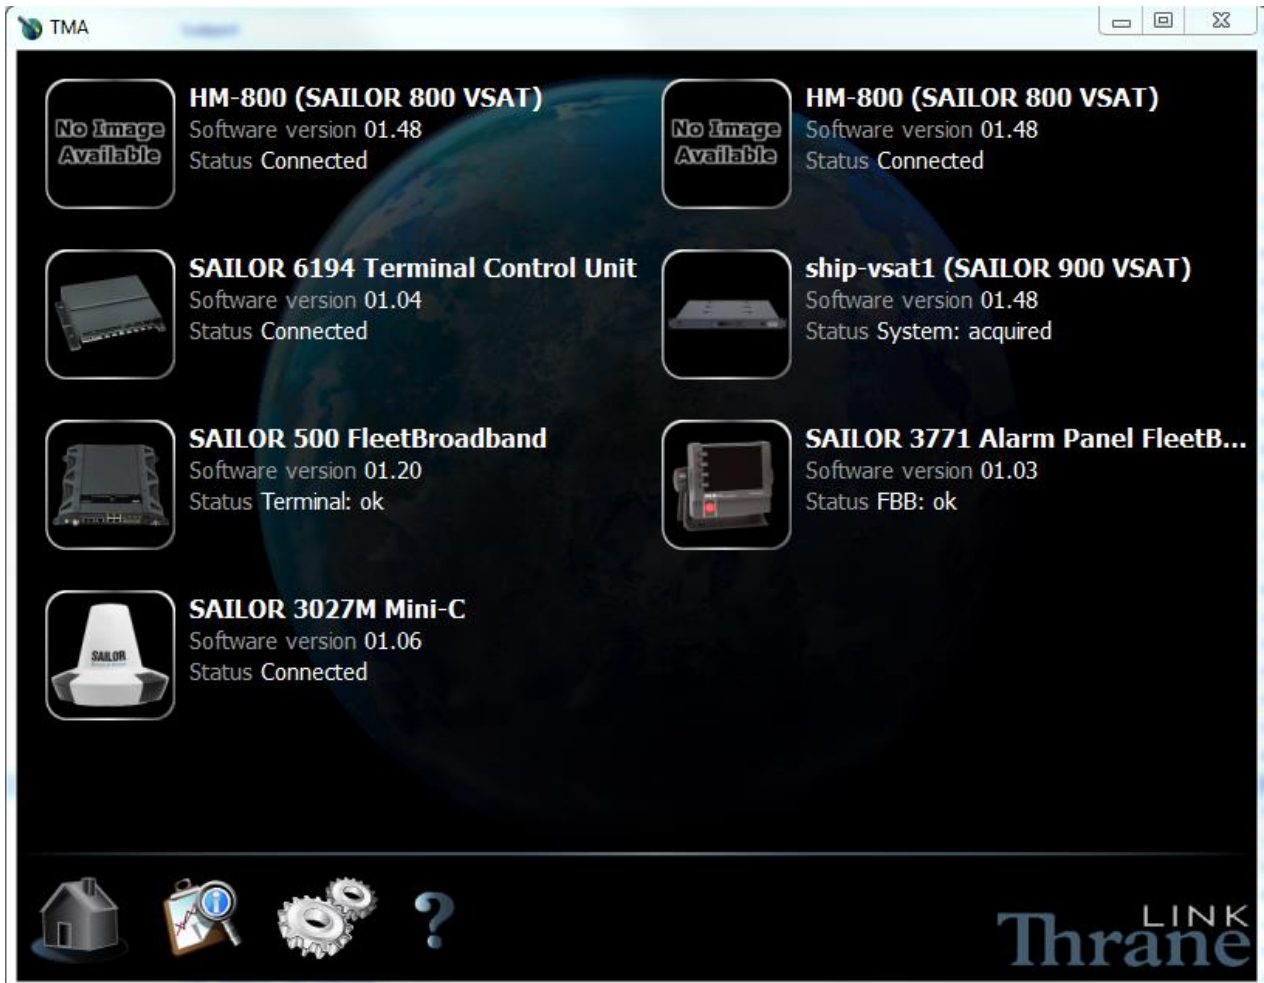 TMA
No Image
Available
HM-800 (SAILOR 800 VSAT)
Software version 01.48
Status Connected
No Image
Available
HM-800 (SAILOR 800 VSAT)
Software version 01.48
Status Connected
SAILOR 6194 Terminal Control Unit
Software version 01.04
Status Connected
ship-vsat1 (SAILOR 900 VSAT)
Software version 01.48
Status System: acquired
SAILOR 500 FleetBroadband
Software version 01.20
Status Terminal: ok
SAILOR 3771 Alarm Panel FleetB...
Software version 01.03
Status FBB: ok
SAILOR
SAILOR 3027M Mini-C
Software version 01.06
Status Connected
?
LINK
Thrane